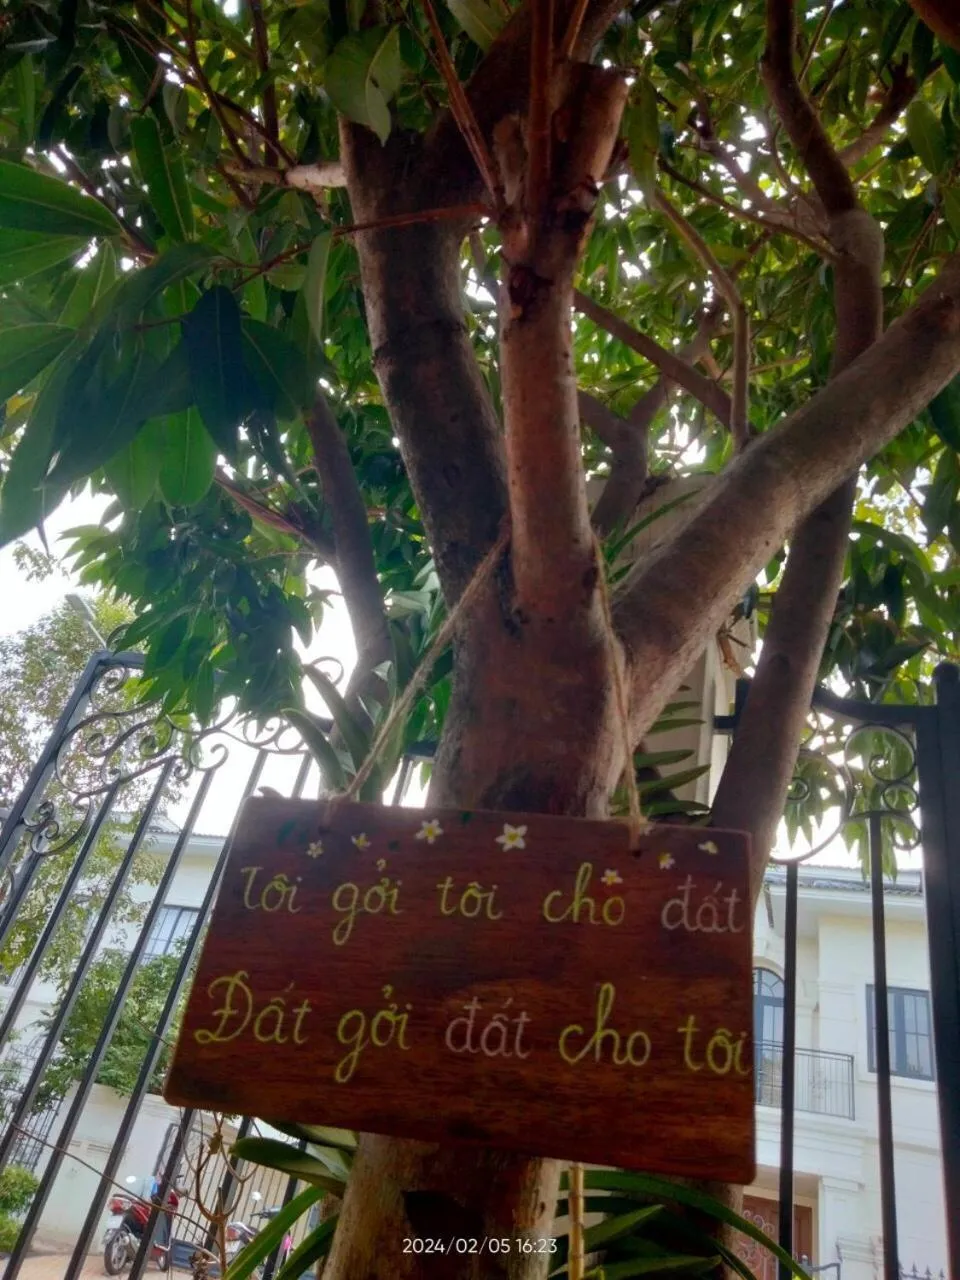 Tôi gởi tôi cho đất
Đất gởi đất cho tôi
2024/02/05 16:23